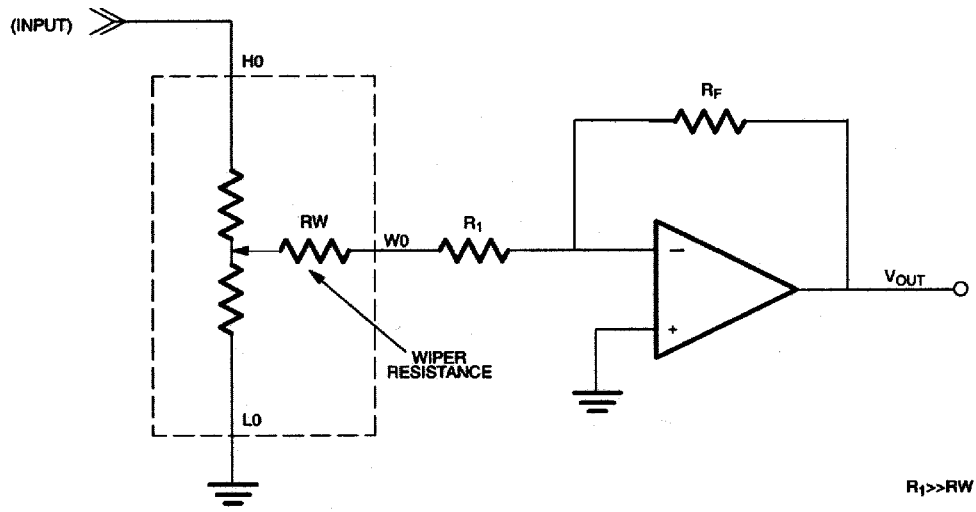 (INPUT)
H0
RF
RW
W0
R1
−
VOUT
+
WIPER
RESISTANCE
L0
R1>>RW